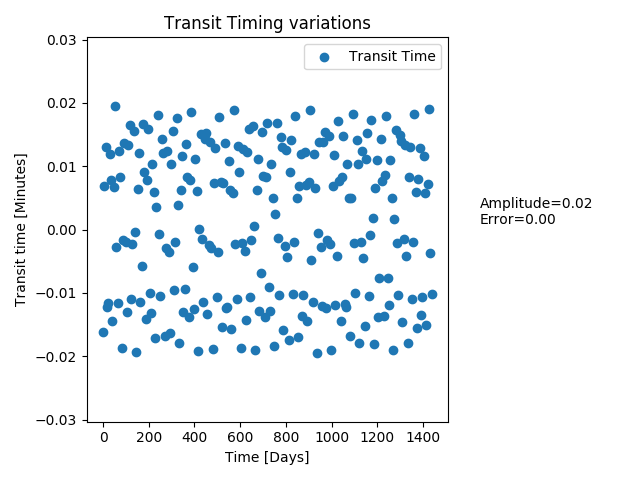 Transit Timing variations
Transit Time
0.03
0.02
0.01
0.00
−0.01
−0.02
−0.03
Transit time [Minutes]
0
200
400
600
800
1000
1200
1400
Time [Days]
Amplitude=0.02
Error=0.00